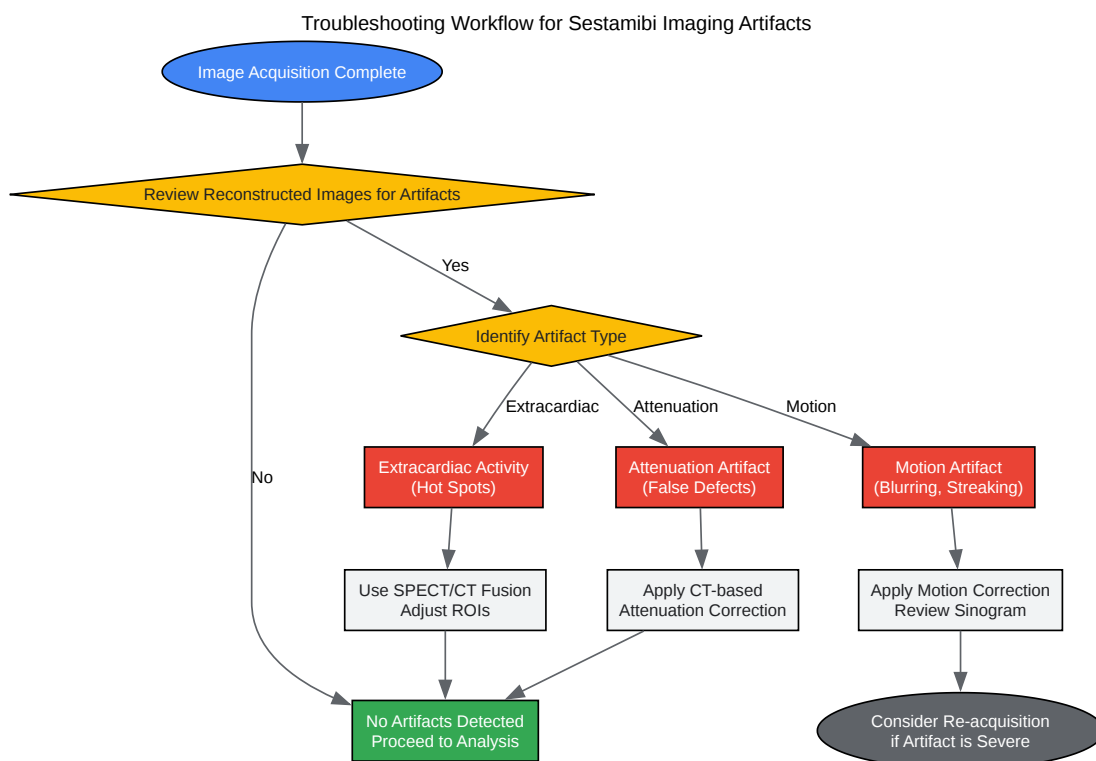 Troubleshooting Workflow for Sestamibi Imaging Artifacts
Image Acquisition Complete
Review Reconstructed Images for Artifacts
Yes
Identify Artifact Type
Extracardiac
Attenuation
Motion
No
Extracardiac Activity
(Hot Spots)
Attenuation Artifact
(False Defects)
Motion Artifact
(Blurring, Streaking)
Use SPECT/CT Fusion
Adjust ROIs
Apply CT-based
Attenuation Correction
Apply Motion Correction
Review Sinogram
No Artifacts Detected
Proceed to Analysis
Consider Re-acquisition
if Artifact is Severe